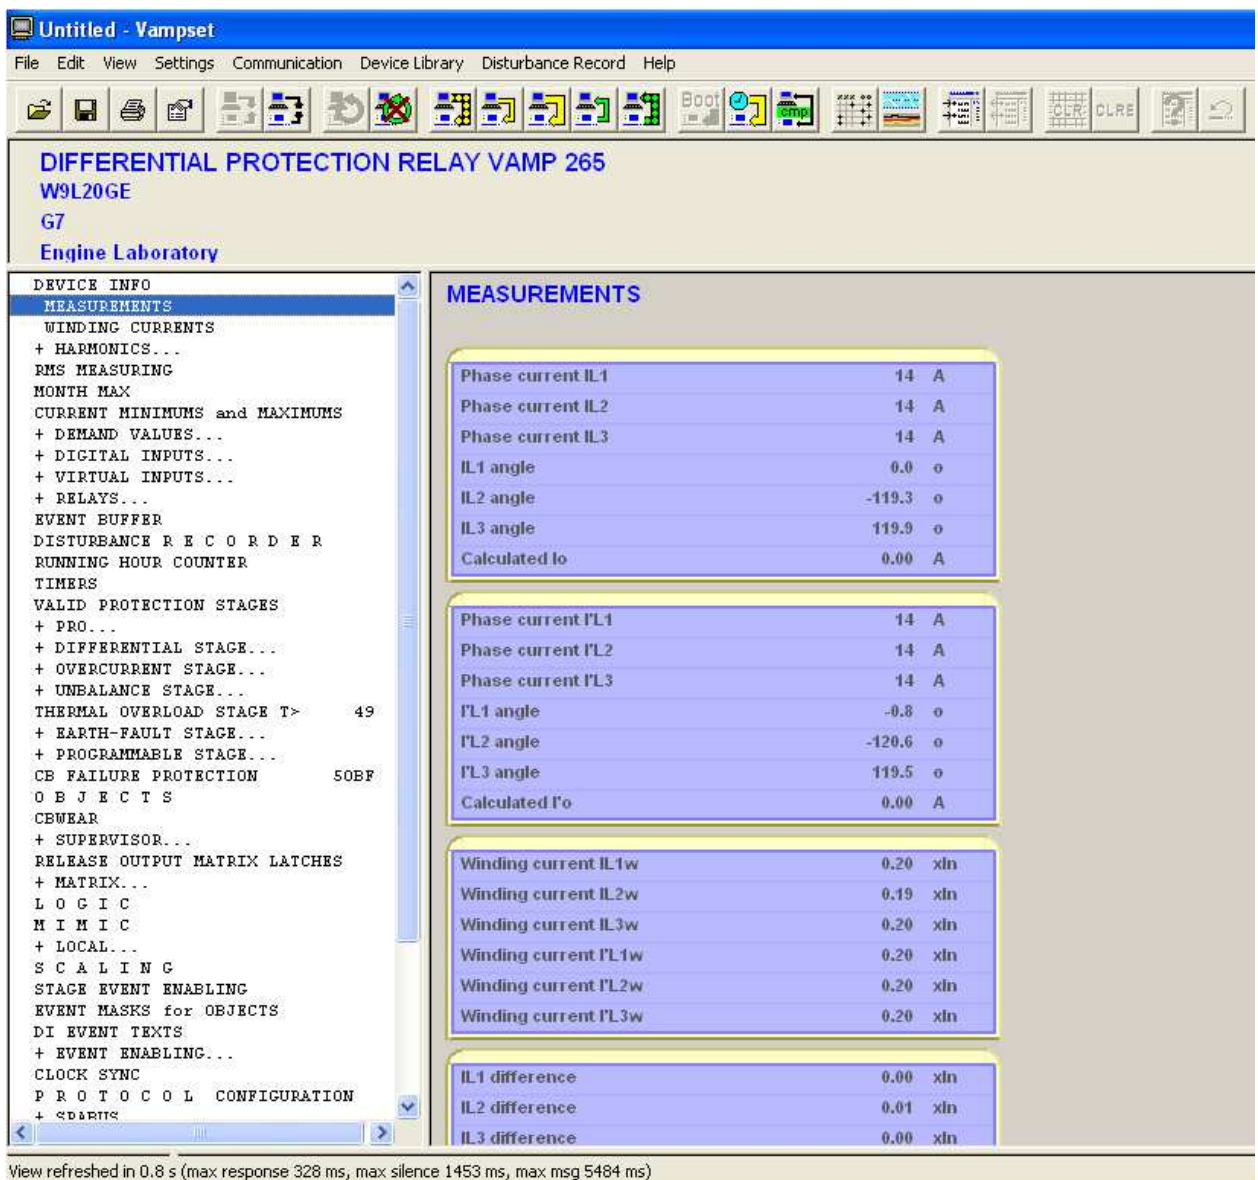 Untitled - Vampset
File Edit View Settings Communication Device Library Disturbance Record Help
Boot cmp CLR CLRE
DIFFERENTIAL PROTECTION RELAY VAMP 265
W9L20GE
G7
Engine Laboratory
DEVICE INFO
MEASUREMENTS
WINDING CURRENTS
+ HARMONICS...
RMS MEASURING
MONTH MAX
CURRENT MINIMUMS and MAXIMUMS
+ DEMAND VALUES...
+ DIGITAL INPUTS...
+ VIRTUAL INPUTS...
+ RELAYS...
EVENT BUFFER
DISTURBANCE R E C O R D E R
RUNNING HOUR COUNTER
TIMERS
VALID PROTECTION STAGES
+ PRO...
+ DIFFERENTIAL STAGE...
+ OVERCURRENT STAGE...
+ UNBALANCE STAGE...
THERMAL OVERLOAD STAGE T> 49
+ EARTH-FAULT STAGE...
+ PROGRAMMABLE STAGE...
CB FAILURE PROTECTION 50BF
O B J E C T S
CBWEAR
+ SUPERVISOR...
RELEASE OUTPUT MATRIX LATCHES
+ MATRIX...
L O G I C
M I M I C
+ LOCAL...
S C A L I N G
STAGE EVENT ENABLING
EVENT MASKS for OBJECTS
DI EVENT TEXTS
+ EVENT ENABLING...
CLOCK SYNC
P R O T O C O L CONFIGURATION
+ SPABUS
MEASUREMENTS
Phase current IL1 14 A
Phase current IL2 14 A
Phase current IL3 14 A
IL1 angle 0.0 o
IL2 angle -119.3 o
IL3 angle 119.9 o
Calculated Io 0.00 A
Phase current I'L1 14 A
Phase current I'L2 14 A
Phase current I'L3 14 A
I'L1 angle -0.8 o
I'L2 angle -120.6 o
I'L3 angle 119.5 o
Calculated I'o 0.00 A
Winding current IL1w 0.20 xIn
Winding current IL2w 0.19 xIn
Winding current IL3w 0.20 xIn
Winding current I'L1w 0.20 xIn
Winding current I'L2w 0.20 xIn
Winding current I'L3w 0.20 xIn
IL1 difference 0.00 xIn
IL2 difference 0.01 xIn
IL3 difference 0.00 xIn
View refreshed in 0.8 s (max response 328 ms, max silence 1453 ms, max msg 5484 ms)